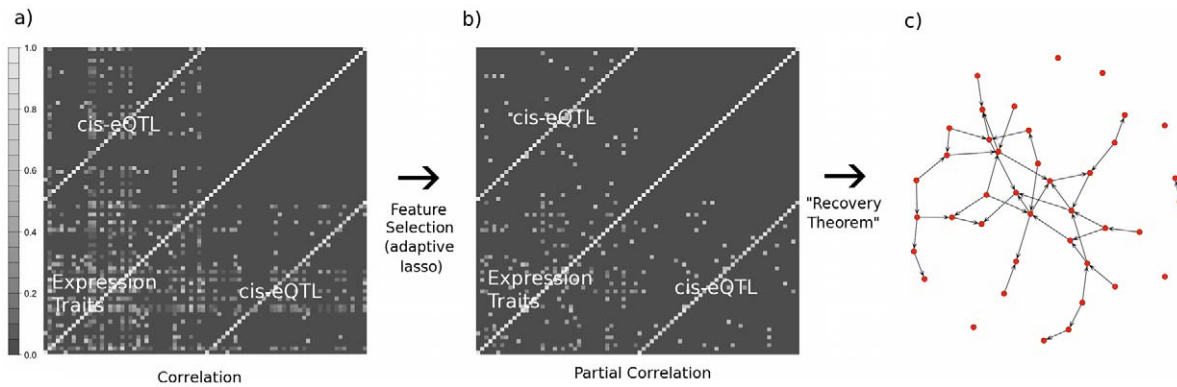 a)
1.0
0.8
0.6
0.4
0.2
0.0
cis-eQTL
Expression
Traits
cis-eQTL
Correlation
Feature
Selection
(adaptive
lasso)
b)
cis-eQTL
Expression
Traits
cis-eQTL
Partial Correlation
"Recovery
Theorem"
c)